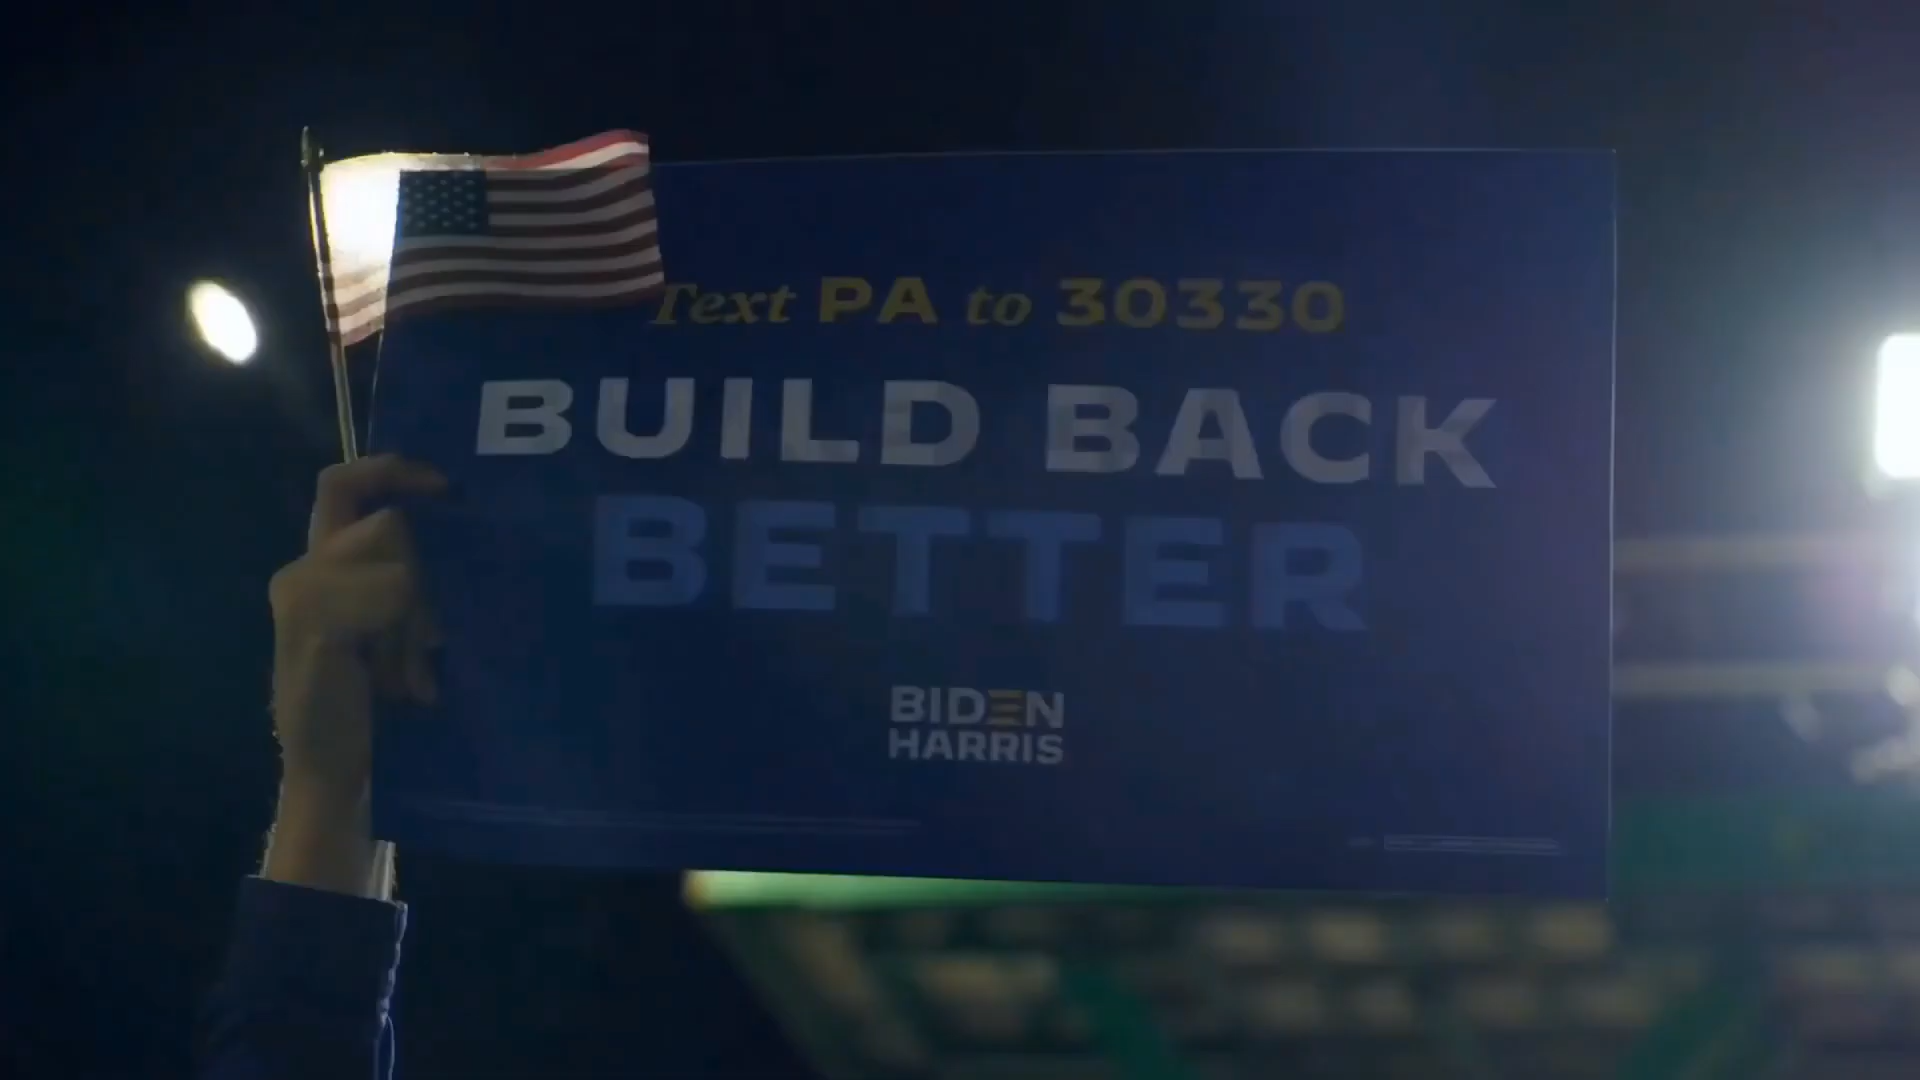 Text PA to 30330
BUILD BACK
BETTER
BIDEN
HARRIS